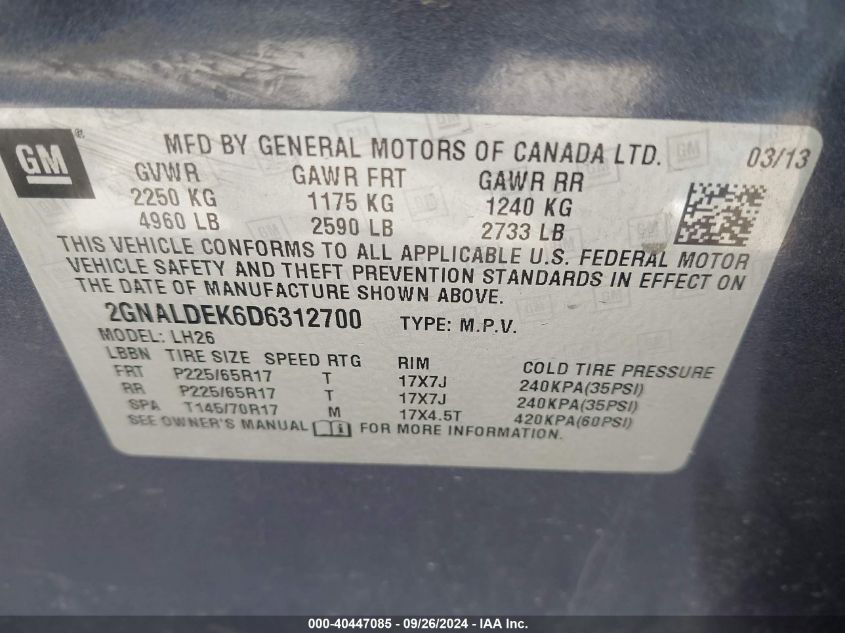 GM ®
MFD BY GENERAL MOTORS OF CANADA LTD. 03/13
GVWR GAWR FRT GAWR RR
2250 KG 1175 KG 1240 KG
4960 LB 2590 LB 2733 LB
THIS VEHICLE CONFORMS TO ALL APPLICABLE U.S. FEDERAL MOTOR
VEHICLE SAFETY AND THEFT PREVENTION STANDARDS IN EFFECT ON
THE DATE OF MANUFACTURE SHOWN ABOVE.
2GNALDEK6D6312700 TYPE: M.P.V.
MODEL: LH26
LBBN TIRE SIZE SPEED RTG RIM COLD TIRE PRESSURE
FRT P225/65R17 T 17X7J 240KPA(35PSI)
RR P225/65R17 T 17X7J 240KPA(35PSI)
SPA T145/70R17 M 17X4.5T 420KPA(60PSI)
SEE OWNER'S MANUAL FOR MORE INFORMATION.
000-40447085 - 09/26/2024 - IAA Inc.